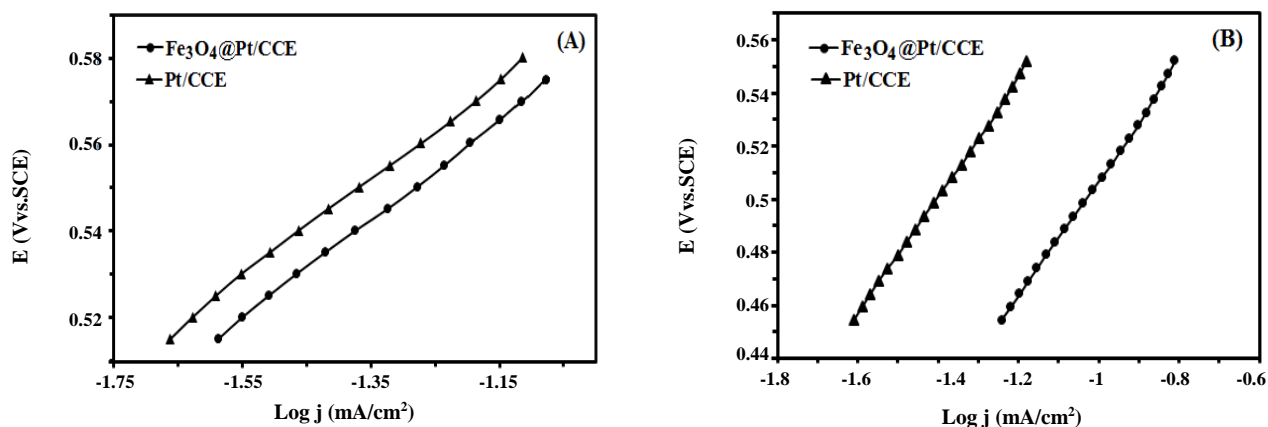 (A)
Fe₃O₄@Pt/CCE
Pt/CCE
0.58
0.56
0.54
0.52
E (Vvs.SCE)
-1.75
-1.55
-1.35
-1.15
Log j (mA/cm²)
(B)
Fe₃O₄@Pt/CCE
Pt/CCE
0.56
0.54
0.52
0.5
0.48
0.46
0.44
E (Vvs.SCE)
-1.8
-1.6
-1.4
-1.2
-1
-0.8
-0.6
Log j (mA/cm²)